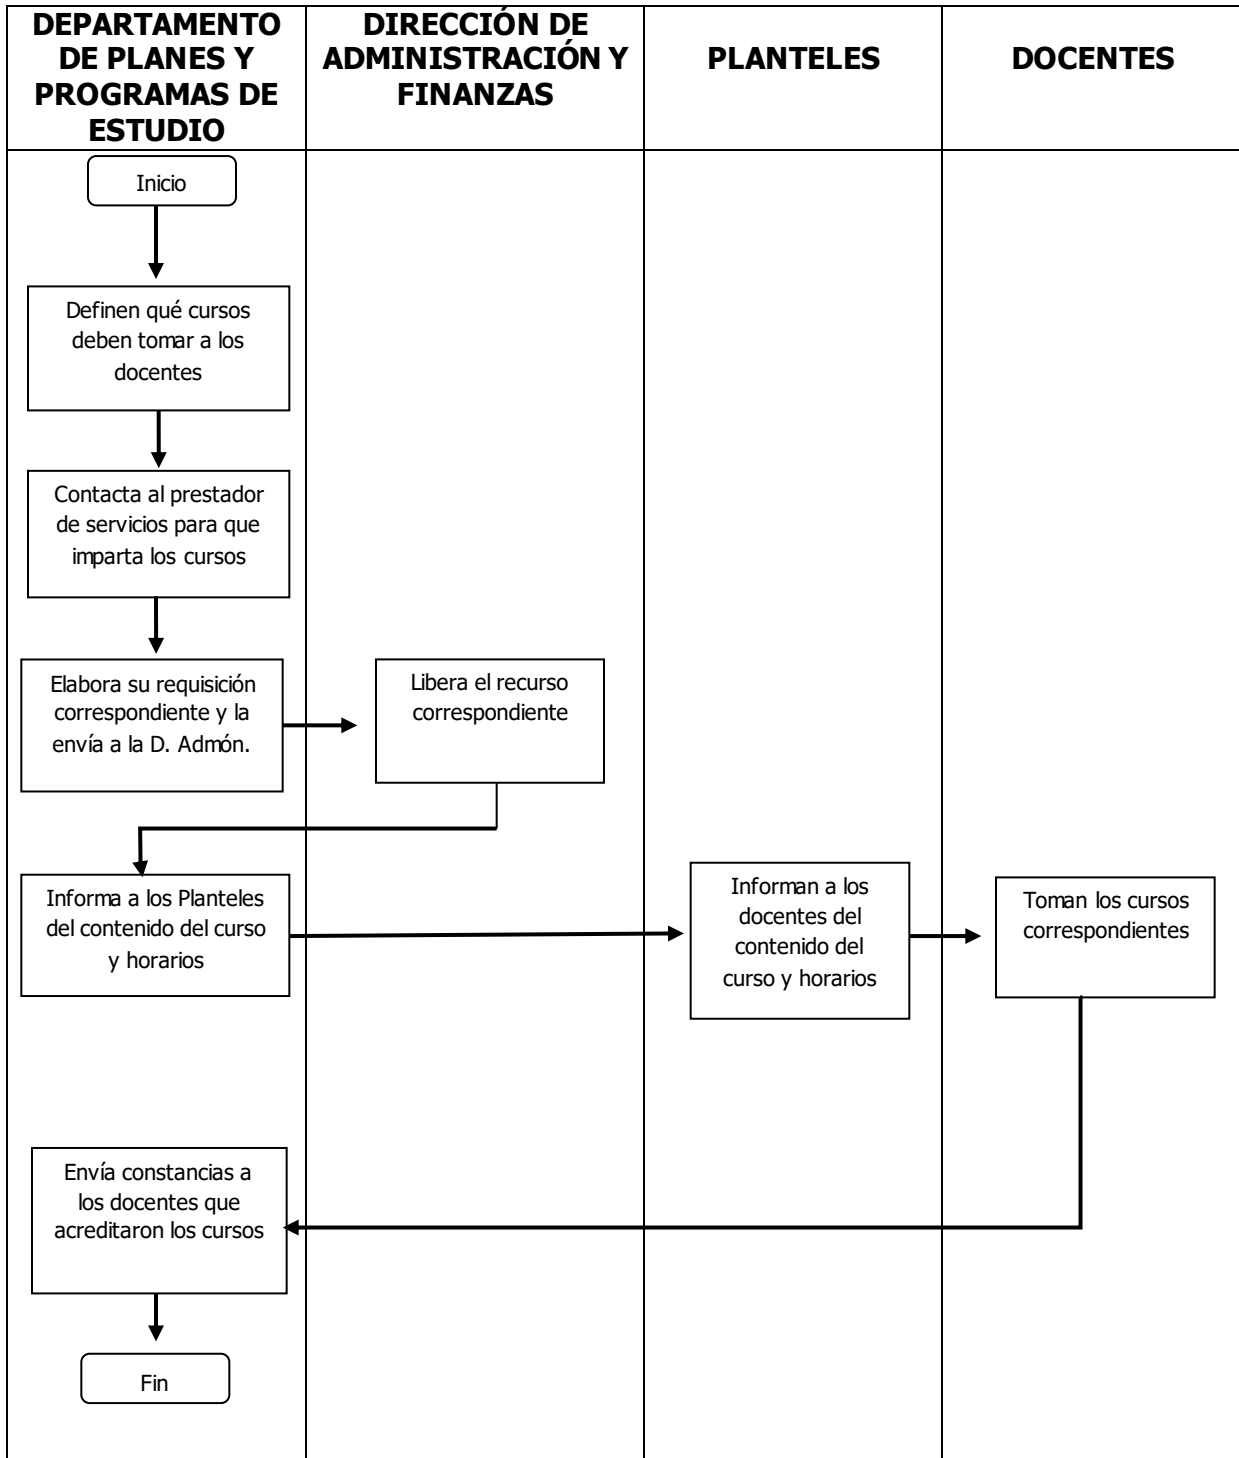 DEPARTAMENTO
DE PLANES Y
PROGRAMAS DE
ESTUDIO
DIRECCIÓN DE
ADMINISTRACIÓN Y
FINANZAS
PLANTELES
DOCENTES
Inicio
Definen qué cursos
deben tomar a los
docentes
Contacta al prestador
de servicios para que
imparta los cursos
Elabora su requisición
correspondiente y la
envía a la D. Admón.
Libera el recurso
correspondiente
Informa a los Planteles
del contenido del curso
y horarios
Informan a los
docentes del
contenido del
curso y horarios
Toman los cursos
correspondientes
Envía constancias a
los docentes que
acreditaron los cursos
Fin